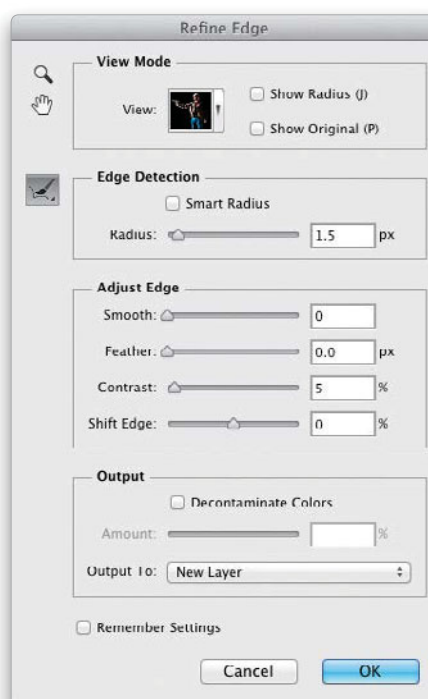 Refine Edge
View Mode
View:
Show Radius (J)
Show Original (P)
Edge Detection
Smart Radius
Radius: 1.5 px
Adjust Edge
Smooth: 0
Feather: 0.0 px
Contrast: 5 %
Shift Edge: 0 %
Output
Decontaminate Colors
Amount: %
Output To: New Layer
Remember Settings
Cancel OK